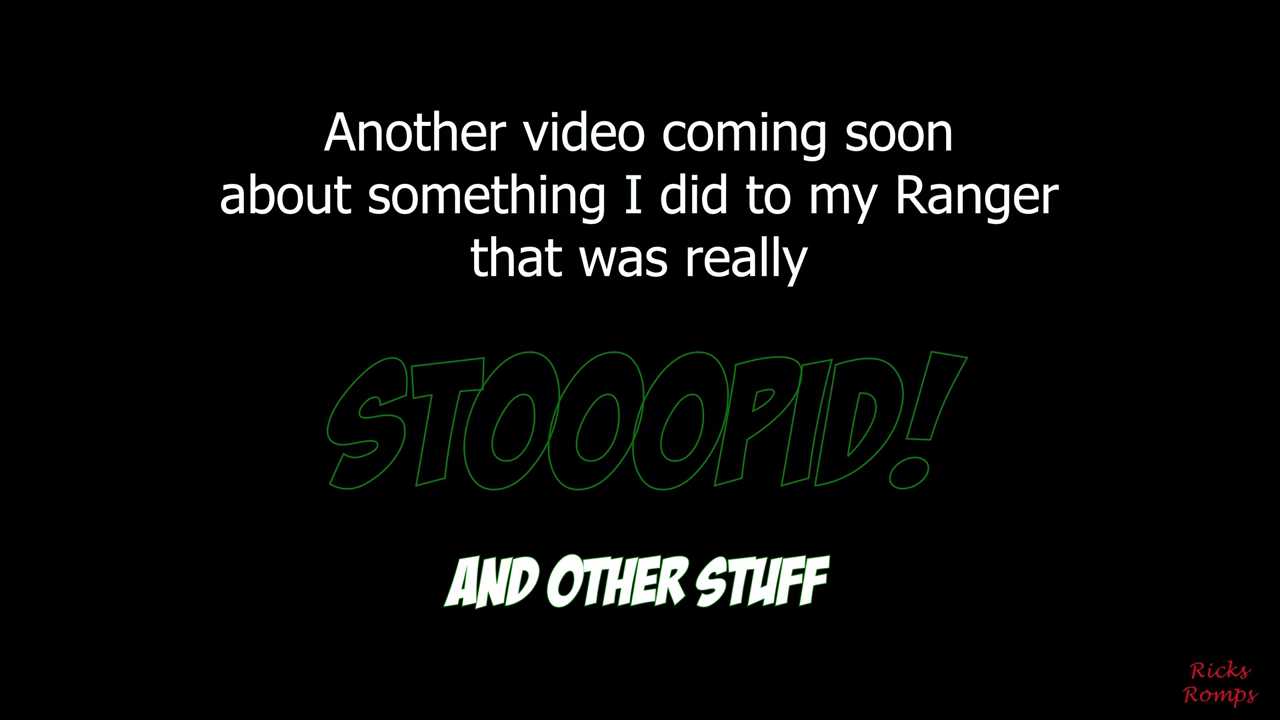 Another video coming soon
about something I did to my Ranger
that was really
STOOOPID!
AND OTHER STUFF
Ricks
Romps